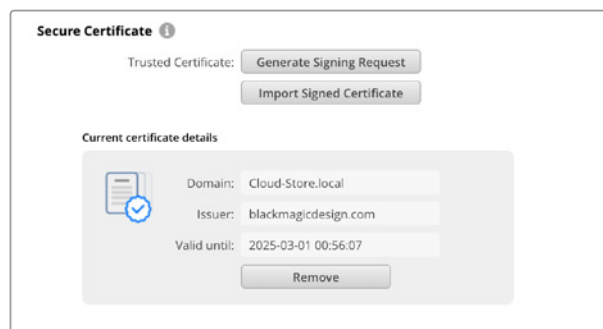 Secure Certificate
Trusted Certificate: Generate Signing Request
Import Signed Certificate
Current certificate details
Domain: Cloud-Store.local
Issuer: blackmagicdesign.com
Valid until: 2025-03-01 00:56:07
Remove